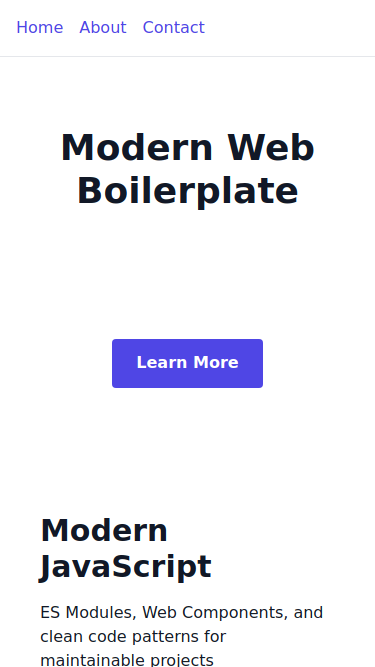 Home About Contact
Modern Web
Boilerplate
Learn More
Modern
JavaScript
ES Modules, Web Components, and
clean code patterns for
maintainable projects